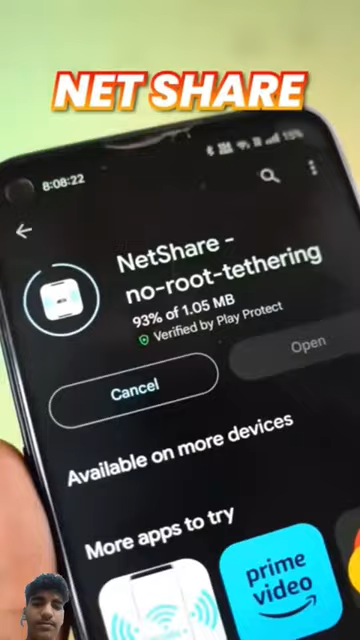 NET SHARE
8:08:22
15%
NetShare -
no-root-tethering
93% of 1.05 MB
Verified by Play Protect
Cancel
Open
Available on more devices
More apps to try
prime
video